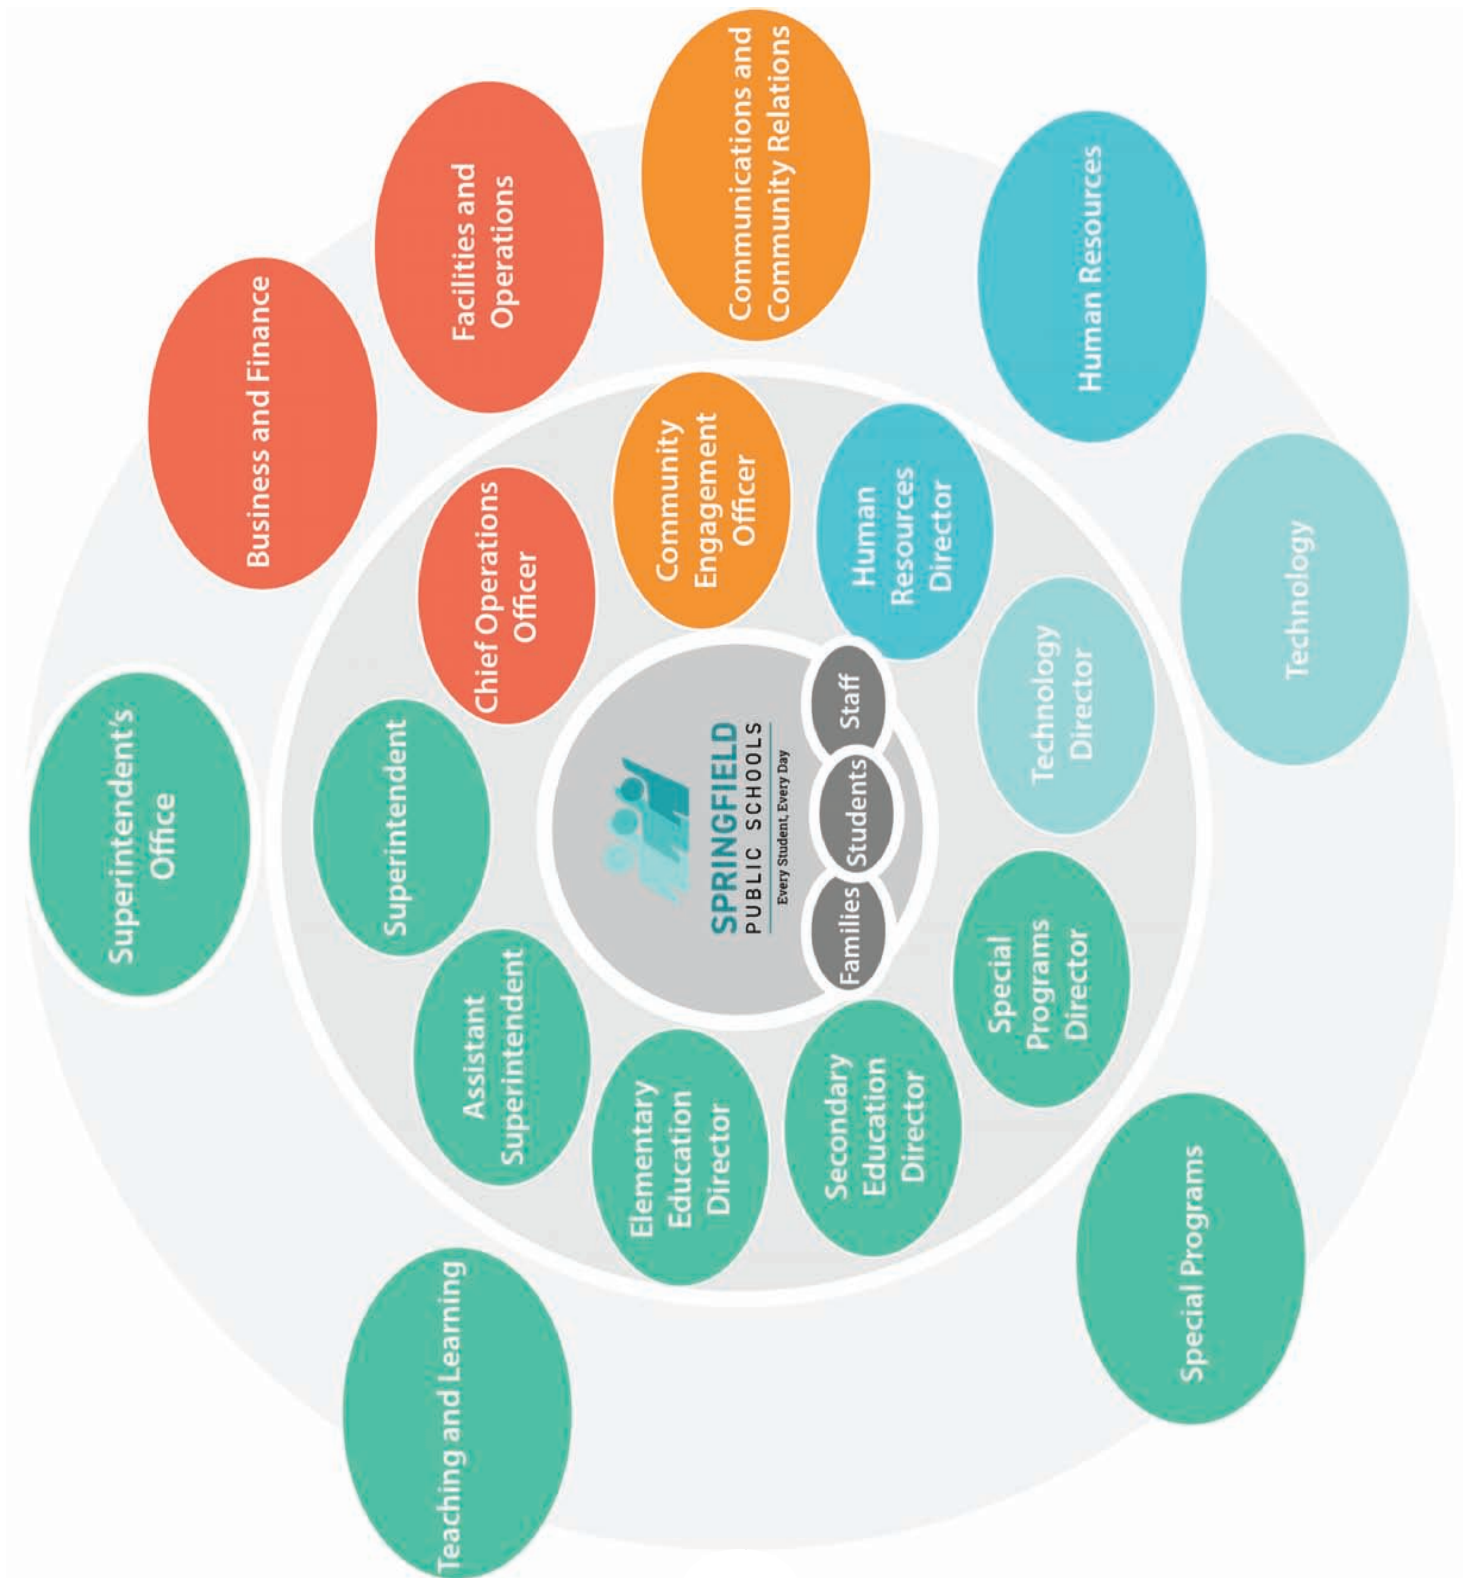 Superintendent's
Office
Business and Finance
Facilities and
Operations
Communications and
Community Relations
Human Resources
Technology
Special Programs
Teaching and Learning
Superintendent
Chief Operations
Officer
Community
Engagement
Officer
Human
Resources
Director
Technology
Director
Special
Programs
Director
Secondary
Education
Director
Elementary
Education
Director
Assistant
Superintendent
SPRINGFIELD
PUBLIC SCHOOLS
Every Student, Every Day
Families
Students
Staff